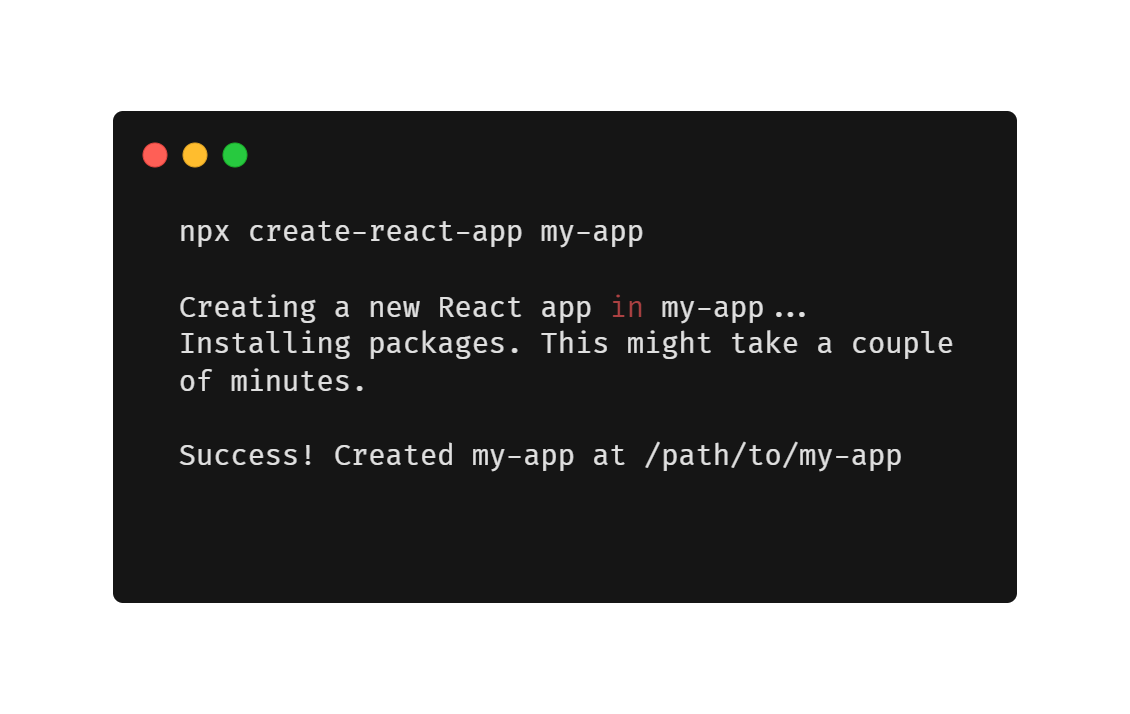 npx create-react-app my-app
Creating a new React app in my-app...
Installing packages. This might take a couple
of minutes.
Success! Created my-app at /path/to/my-app